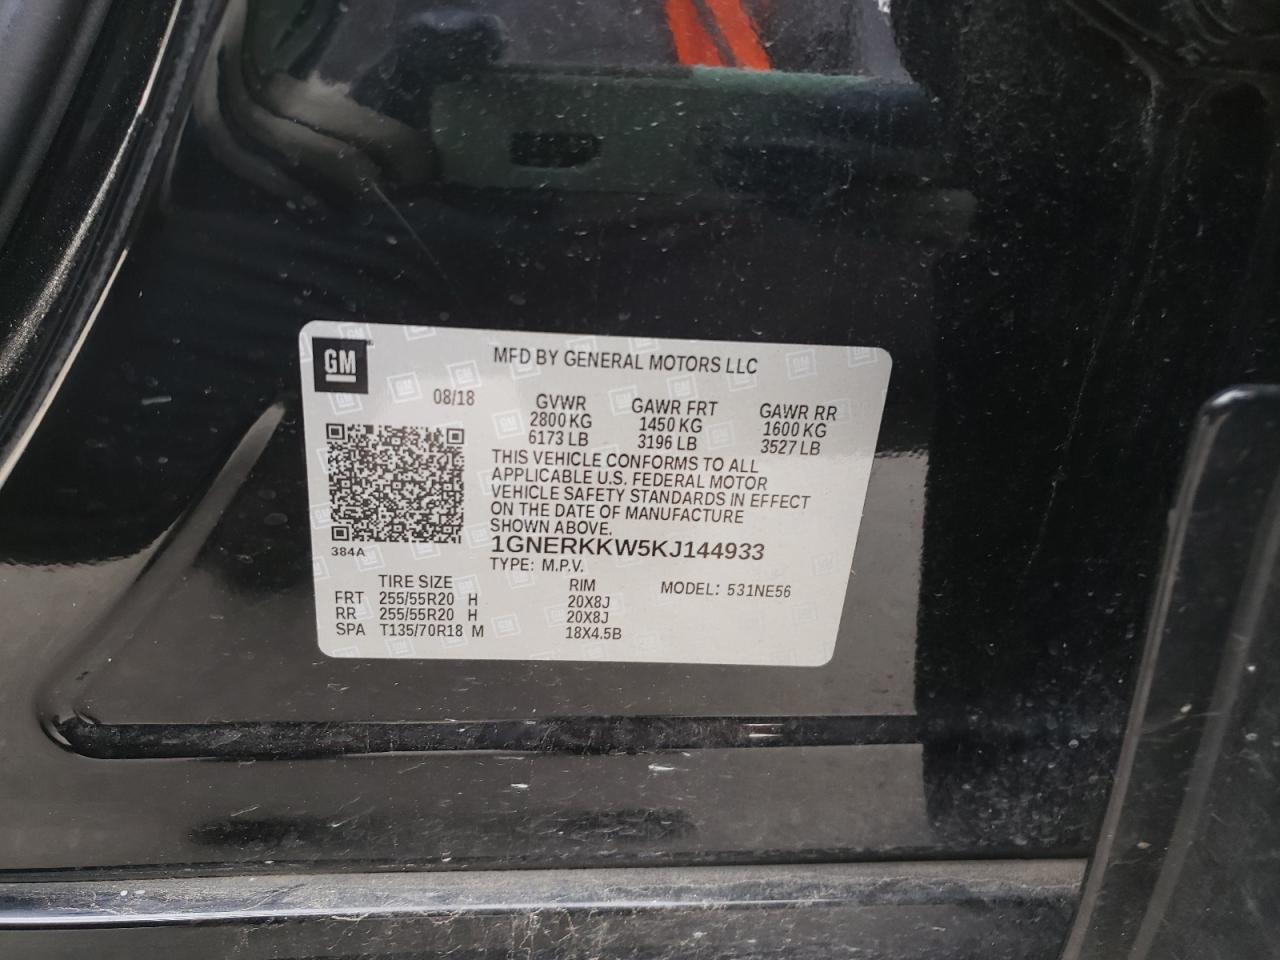 GM
MFD BY GENERAL MOTORS LLC
08/18
GVWR GAWR FRT GAWR RR
2800 KG 1450 KG 1600 KG
6173 LB 3196 LB 3527 LB
THIS VEHICLE CONFORMS TO ALL
APPLICABLE U.S. FEDERAL MOTOR
VEHICLE SAFETY STANDARDS IN EFFECT
ON THE DATE OF MANUFACTURE
SHOWN ABOVE.
384A
1GNERKKW5KJ144933
TYPE: M.P.V.
TIRE SIZE RIM MODEL: 531NE56
FRT 255/55R20 H 20X8J
RR 255/55R20 H 20X8J
SPA T135/70R18 M 18X4.5B